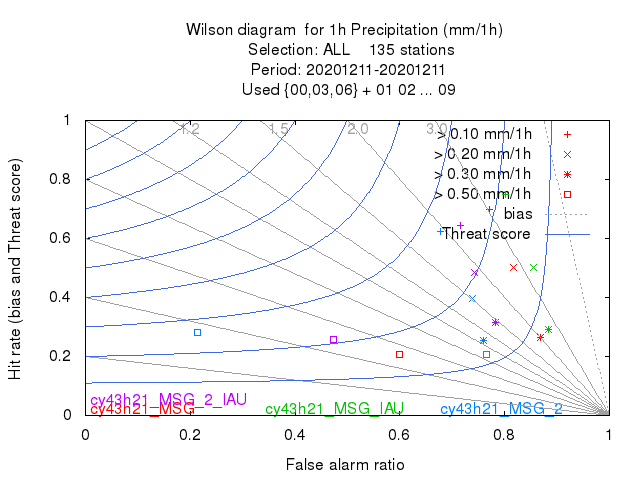 Wilson diagram  for 1h Precipitation (mm/1h)
Selection: ALL    135 stations
Period: 20201211-20201211
Used {00,03,06} + 01 02 ... 09
Hit rate (bias and Threat score)
1
0.8
0.6
0.4
0.2
0
1.2 1.5 2.0 3.0
> 0.10 mm/1h
> 0.20 mm/1h
> 0.30 mm/1h
> 0.50 mm/1h
bias
Threat score
cy43h21_MSG_2_IAU
cy43h21_MSG cy43h21_MSG_IAU cy43h21_MSG_2
0 0.2 0.4 0.6 0.8 1
False alarm ratio